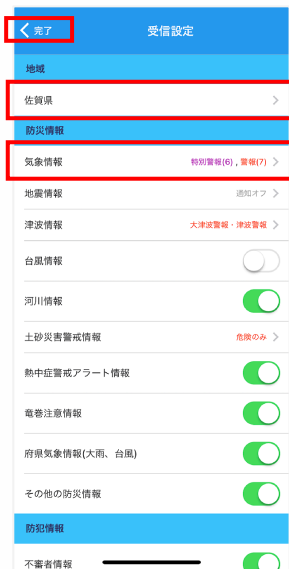 完了 受信設定
地域
佐賀県
防災情報
気象情報 特別警報(6) , 警報(7)
地震情報 通知オフ
津波情報 大津波警報・津波警報
台風情報
河川情報
土砂災害警戒情報 危険のみ
熱中症警戒アラート情報
竜巻注意情報
府県気象情報(大雨、台風)
その他の防災情報
防犯情報
不審者情報